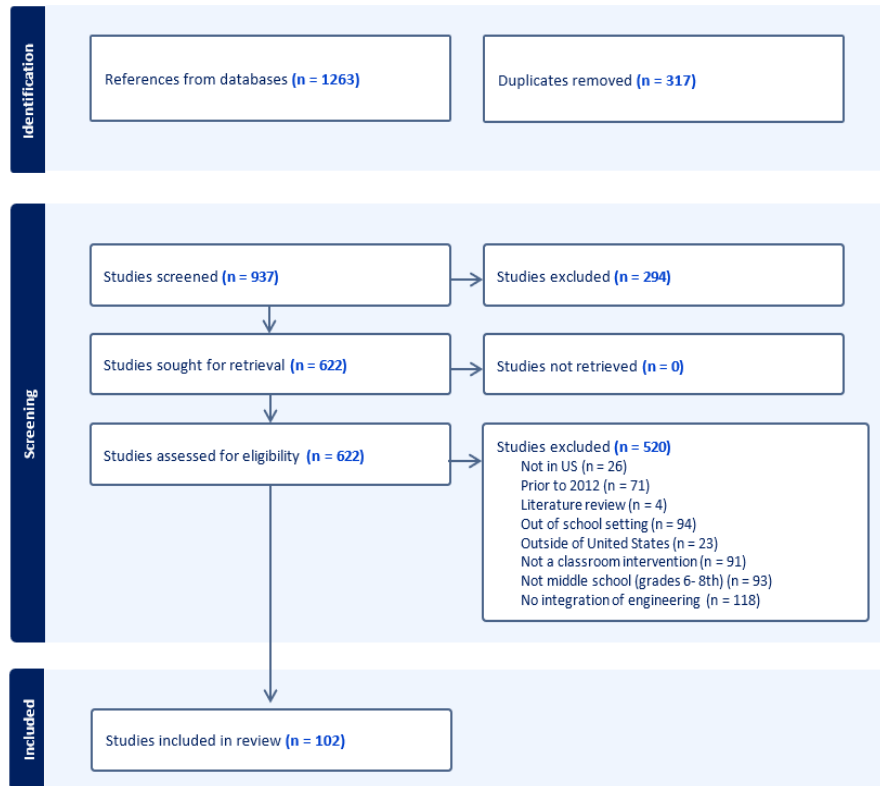 Identification
References from databases (n = 1263)
Duplicates removed (n = 317)
Screening
Studies screened (n = 937)
Studies excluded (n = 294)
Studies sought for retrieval (n = 622)
Studies not retrieved (n = 0)
Studies assessed for eligibility (n = 622)
Studies excluded (n = 520)
Not in US (n = 26)
Prior to 2012 (n = 71)
Literature review (n = 4)
Out of school setting (n = 94)
Outside of United States (n = 23)
Not a classroom intervention (n = 91)
Not middle school (grades 6- 8th) (n = 93)
No integration of engineering (n = 118)
Included
Studies included in review (n = 102)